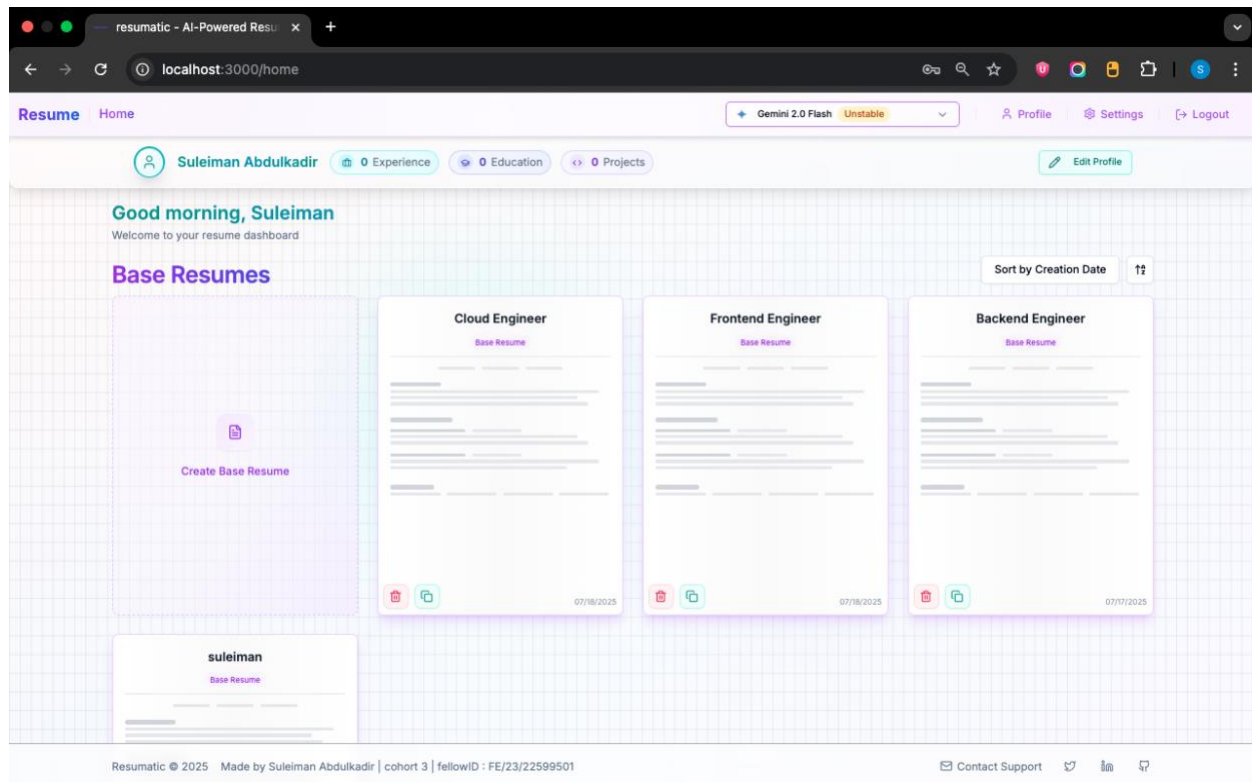 resumatic - AI-Powered Resu
localhost:3000/home
S
Resume Home
Gemini 2.0 Flash Unstable
Profile Settings Logout
Suleiman Abdulkadir 0 Experience 0 Education 0 Projects
Edit Profile
Good morning, Suleiman
Welcome to your resume dashboard
Base Resumes
Sort by Creation Date
Create Base Resume
Cloud Engineer
Base Resume
07/18/2025
Frontend Engineer
Base Resume
07/18/2025
Backend Engineer
Base Resume
07/17/2025
suleiman
Base Resume
Resumatic © 2025 Made by Suleiman Abdulkadir | cohort 3 | fellowID : FE/23/22599501
Contact Support